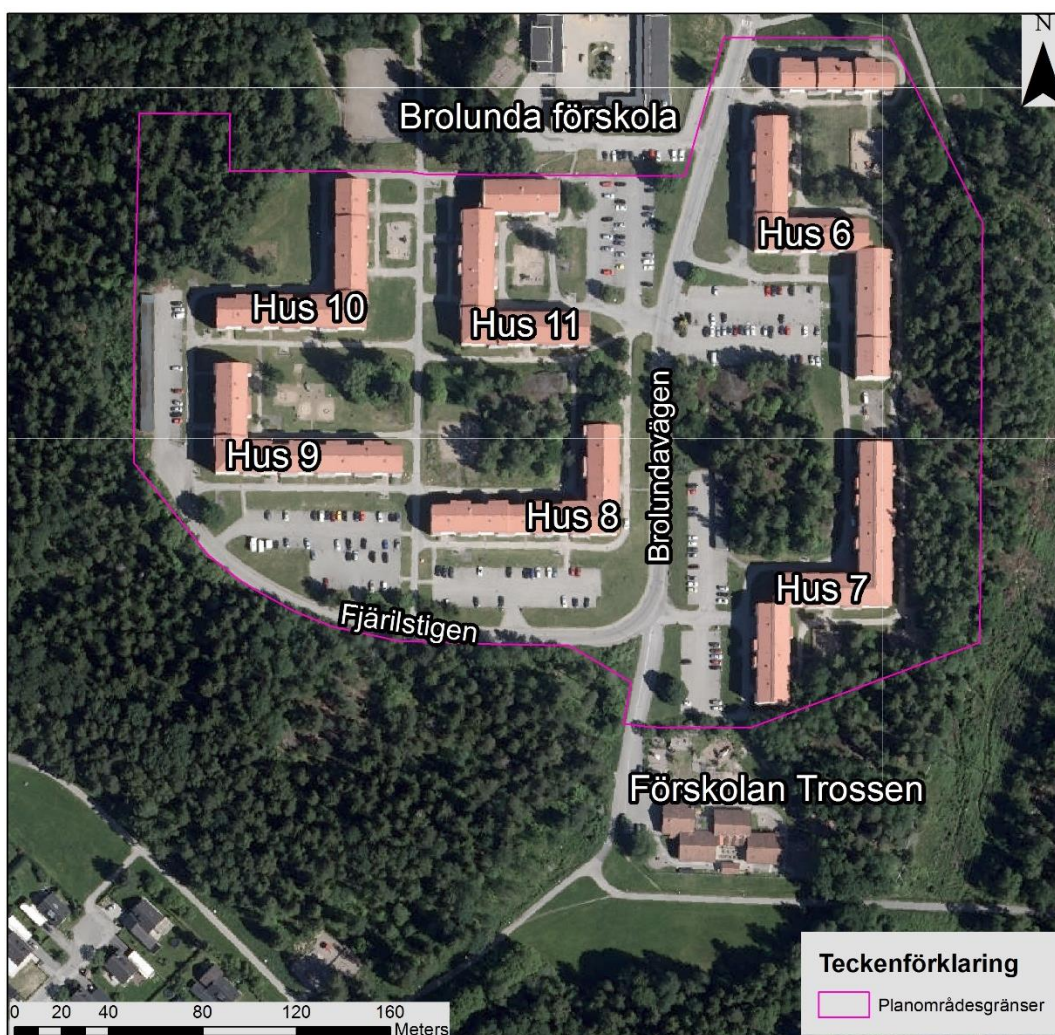 N
Brolunda förskola
Hus 6
Hus 10
Hus 11
Brolundavägen
Hus 9
Hus 8
Hus 7
Fjärilstigen
Förskolan Trossen
Teckenförklaring
Planområdesgränser
0 20 40 80 120 160
Meters